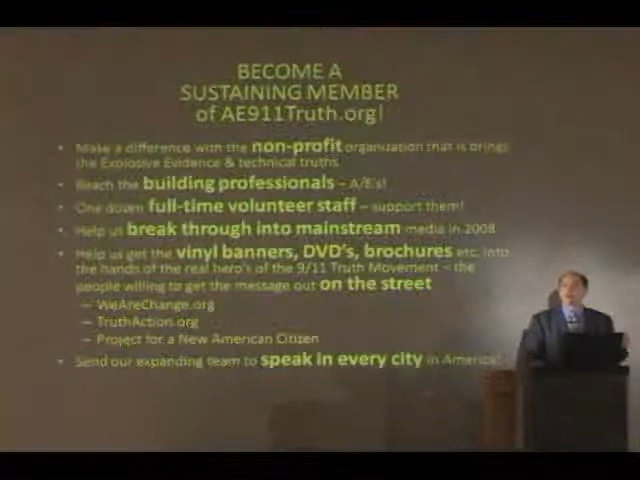 BECOME A
SUSTAINING MEMBER
of AE911Truth.org!
• Make a difference with the non-profit organization that is brings
the Explosive Evidence & technical truths
• Reach the building professionals – A/E's!
• One down full-time volunteer staff – support them!
• Help us break through into mainstream media in 2008
• Help us get the vinyl banners, DVD's, brochures etc. into
the hands of the real hero's of the 9/11 Truth Movement – the
people willing to get the message out on the street
– WeAreChange.org
– TruthAction.org
– Project for a New American Citizen
• Send our expanding team to speak in every city in America!